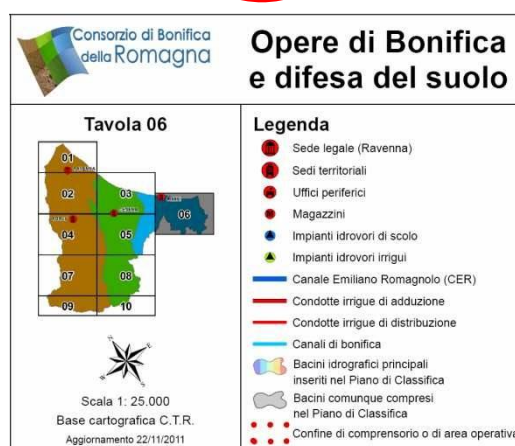 Consorzio di Bonifica
della Romagna
Opere di Bonifica
e difesa del suolo
Tavola 06
01
02
03
04
05
06
07
08
09
10
Scala 1: 25.000
Base cartografica C.T.R.
Aggiornamento 22/11/2011
Legenda
Sede legale (Ravenna)
Sedi territoriali
Uffici periferici
Magazzini
Impianti idrovori di scolo
Impianti idrovori irrigui
Canale Emiliano Romagnolo (CER)
Condotte irrigue di adduzione
Condotte irrigue di distribuzione
Canali di bonifica
Bacini idrografici principali
inseriti nel Piano di Classifica
Bacini comunque compresi
nel Piano di Classifica
Confine di comprensorio o di area operativa